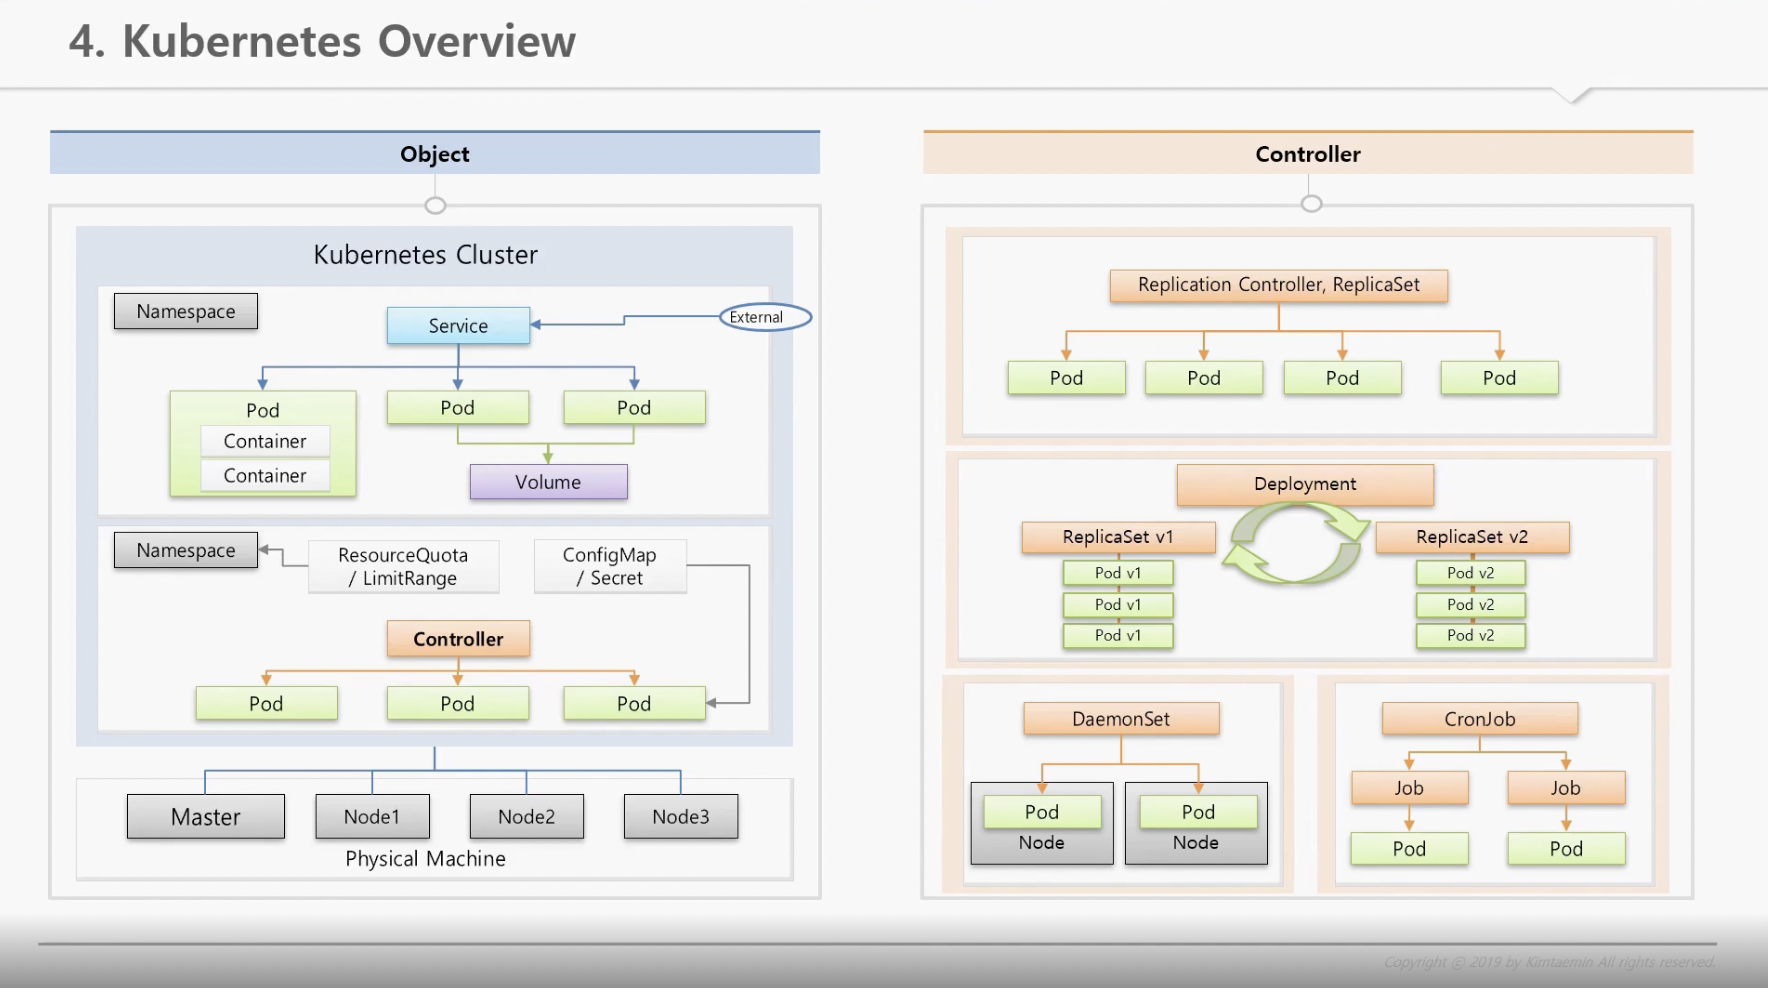 4. Kubernetes Overview
Object
Kubernetes Cluster
Namespace
Service
External
Pod
Container
Container
Pod
Pod
Volume
Namespace
ResourceQuota
/ LimitRange
ConfigMap
/ Secret
Controller
Pod
Pod
Pod
Master
Node1
Node2
Node3
Physical Machine
Controller
Replication Controller, ReplicaSet
Pod
Pod
Pod
Pod
Deployment
ReplicaSet v1
Pod v1
Pod v1
Pod v1
ReplicaSet v2
Pod v2
Pod v2
Pod v2
DaemonSet
Pod
Node
Pod
Node
CronJob
Job
Job
Pod
Pod
Copyright ⓒ 2019 by Kimtaemin All rights reserved.